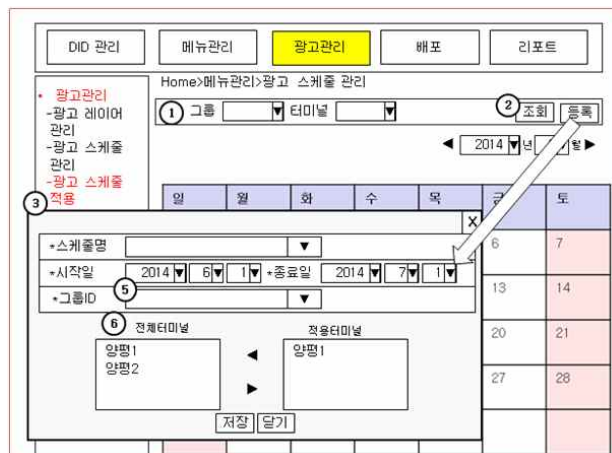 DID 관리 메뉴관리 광고관리 배포 리포트
Home>메뉴관리>광고 스케줄 관리
• 광고관리
-광고 레이어
관리
-광고 스케줄
관리
-광고 스케줄
적용
① 그룹 터미널 ② 조회 등록
2014 년 월
일 월 화 수 목 금 토
③
X
*스케줄명
*시작일 2014 6 1 *종료일 2014 7 1
⑤
*그룹ID
⑥ 전체터미널 적용터미널
양평1 양평1
양평2
저장 닫기
6 7
13 14
20 21
27 28